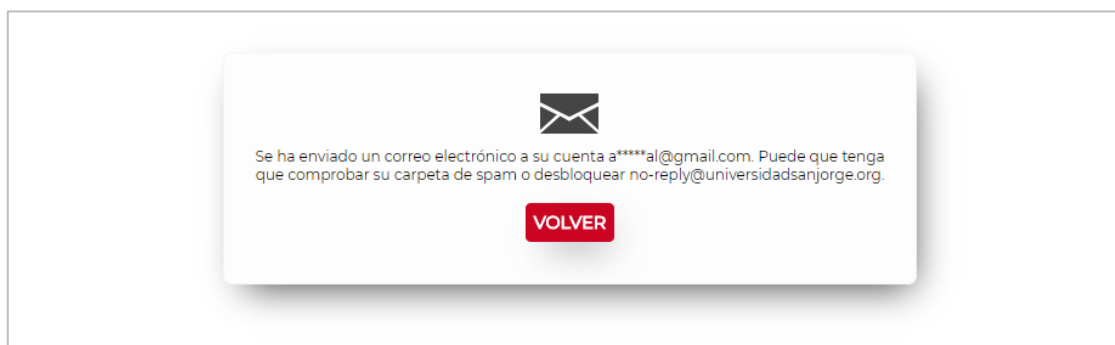 Se ha enviado un correo electrónico a su cuenta a*****al@gmail.com. Puede que tenga
que comprobar su carpeta de spam o desbloquear no-reply@universidadsanjorge.org.
VOLVER